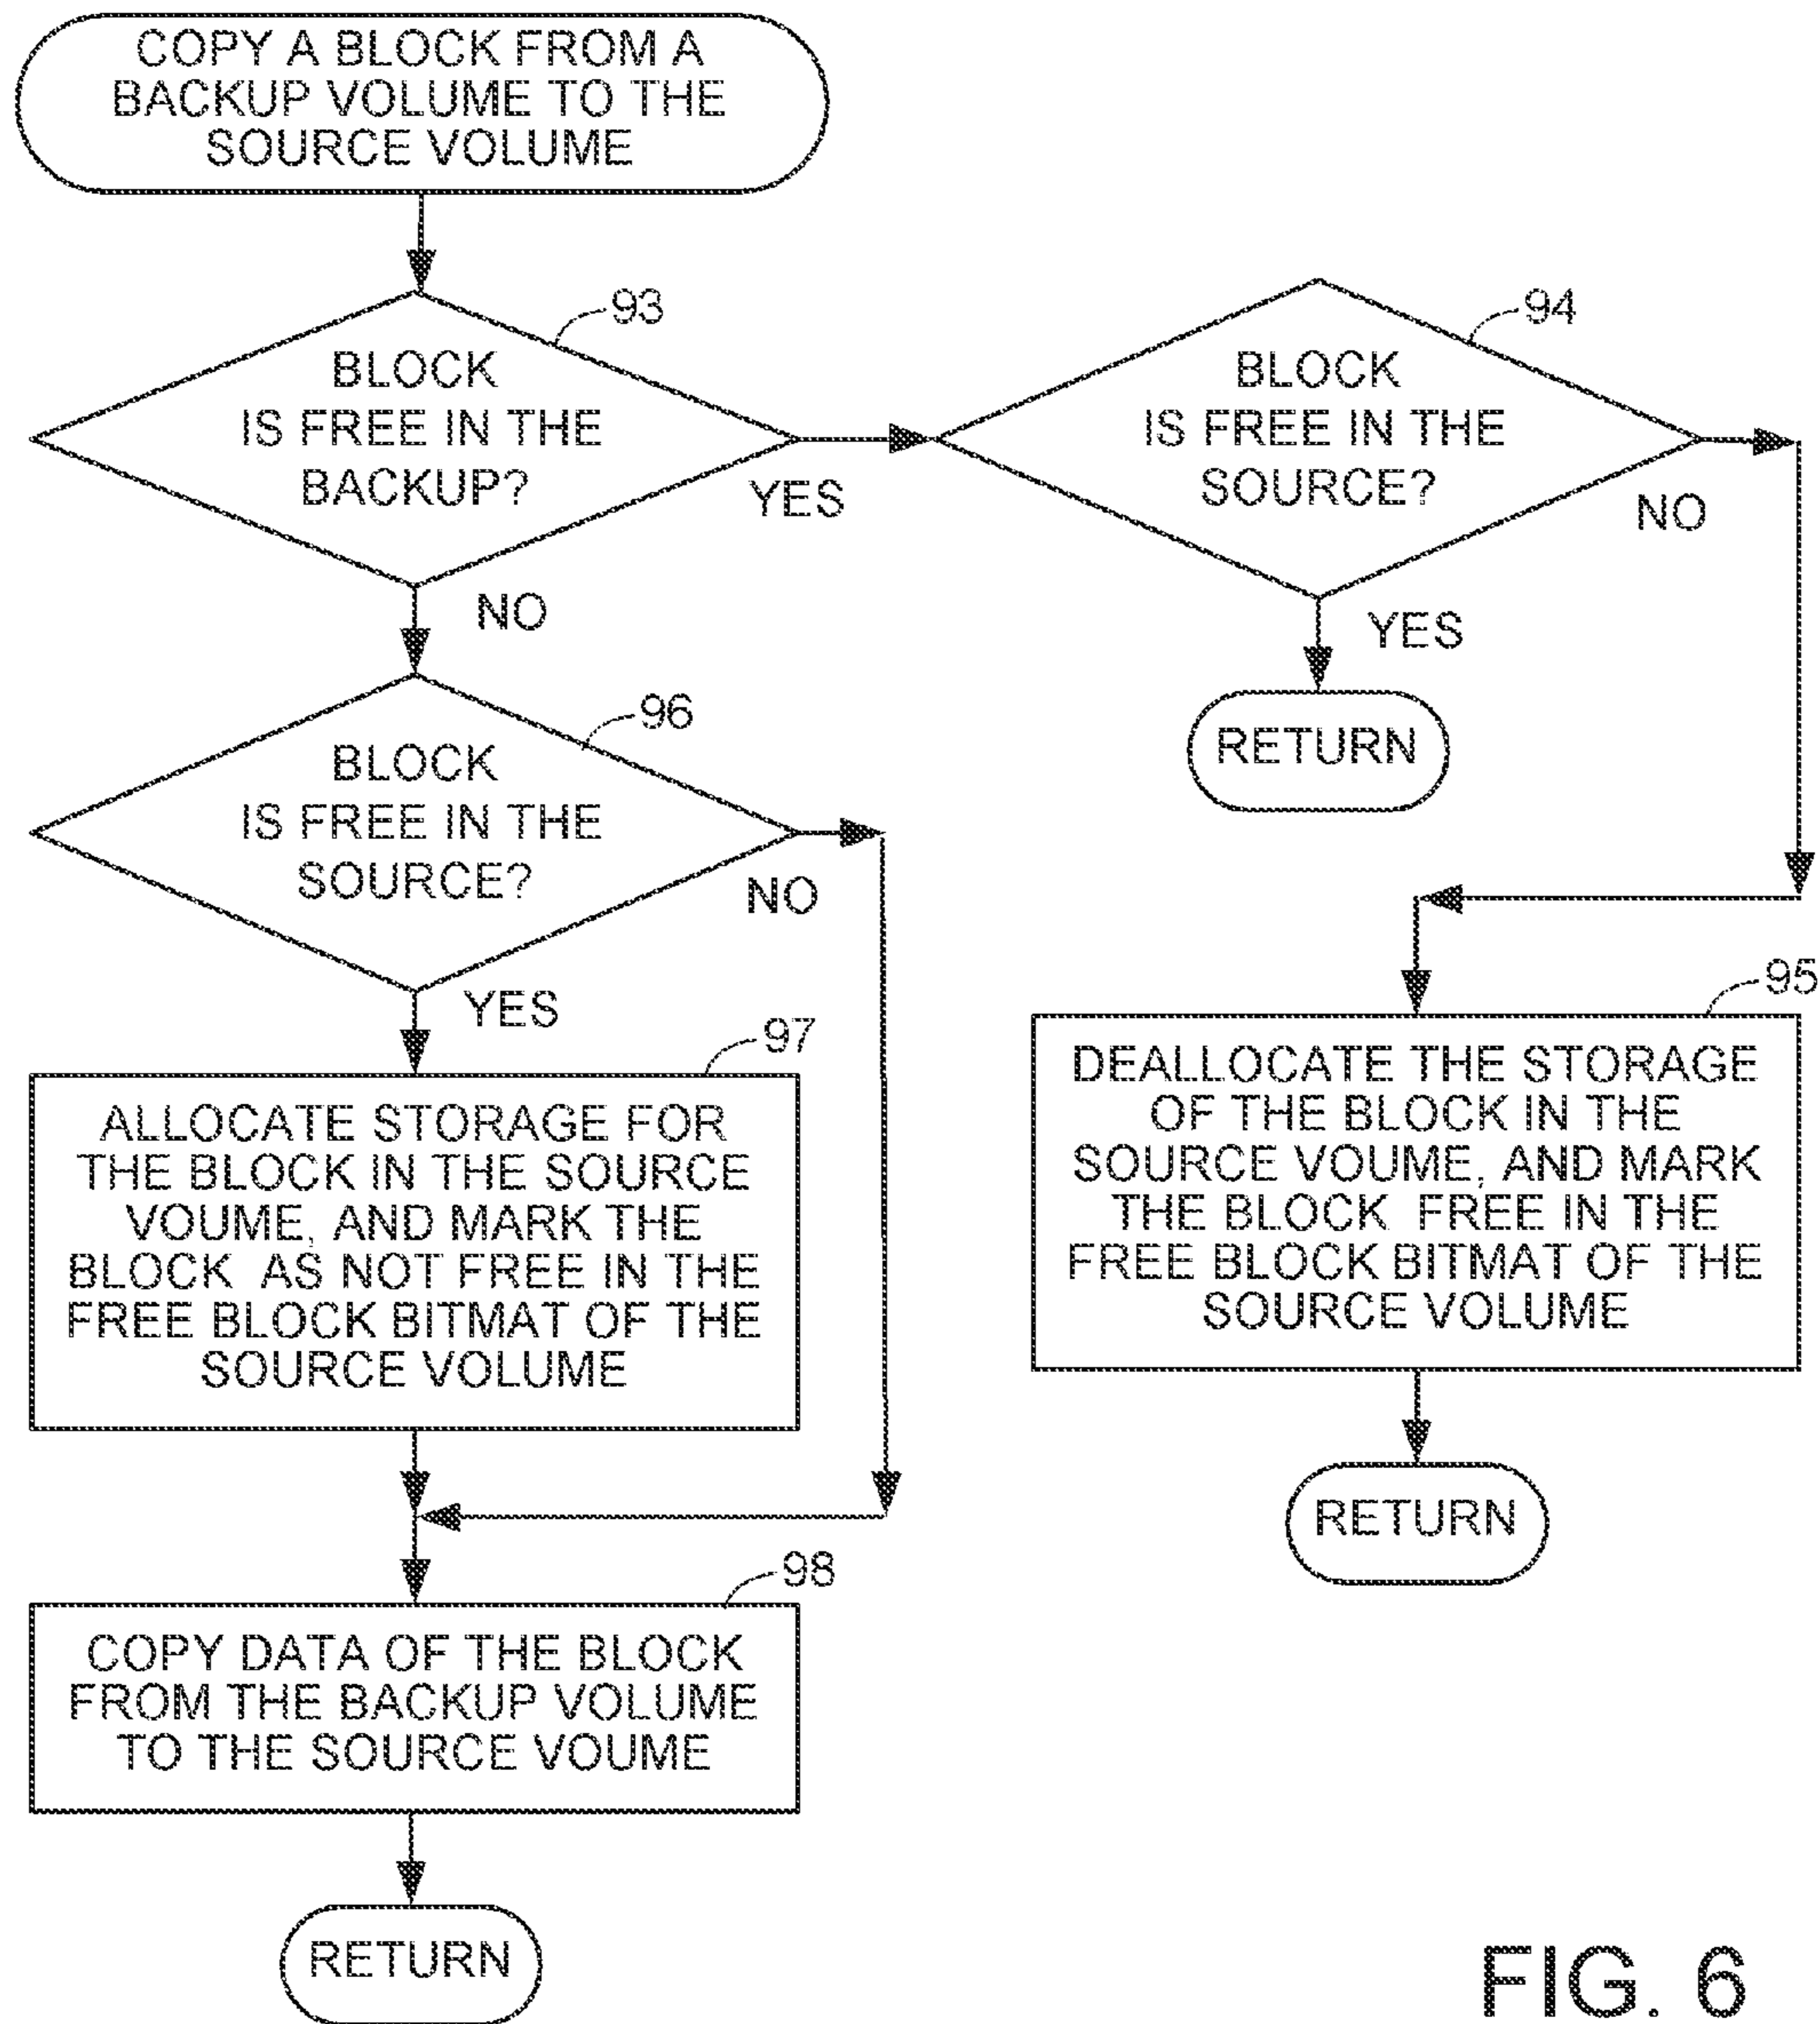 COPY A BLOCK FROM A
BACKUP VOLUME TO THE
SOURCE VOLUME
93
BLOCK
IS FREE IN THE
BACKUP?
YES
NO
94
BLOCK
IS FREE IN THE
SOURCE?
NO
YES
RETURN
96
BLOCK
IS FREE IN THE
SOURCE?
NO
YES
95
DEALLOCATE THE STORAGE
OF THE BLOCK IN THE
SOURCE VOUME, AND MARK
THE BLOCK FREE IN THE
FREE BLOCK BITMAT OF THE
SOURCE VOLUME
RETURN
97
ALLOCATE STORAGE FOR
THE BLOCK IN THE SOURCE
VOUME, AND MARK THE
BLOCK AS NOT FREE IN THE
FREE BLOCK BITMAT OF THE
SOURCE VOLUME
98
COPY DATA OF THE BLOCK
FROM THE BACKUP VOLUME
TO THE SOURCE VOUME
RETURN
FIG. 6